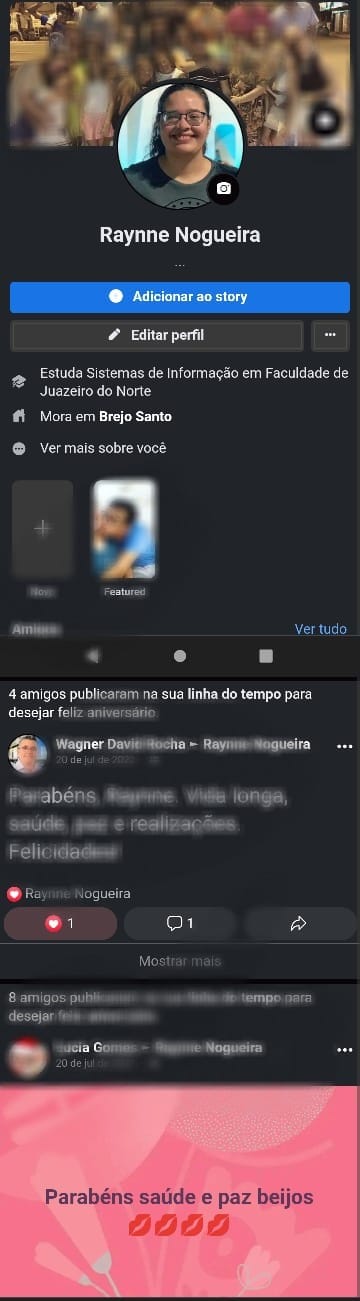 Raynne Nogueira
...
Adicionar ao story
Editar perfil
Estuda Sistemas de Informação em Faculdade de
Juazeiro do Norte
Mora em Brejo Santo
Ver mais sobre você
Featured
Amigos
Ver tudo
4 amigos publicaram na sua linha do tempo para
desejar feliz aniversário.
Wagner David Rocha ► Raynne Nogueira
20 de jul de
Parabéns, Raynne. Vida longa,
saúde, paz e realizações.
Felicidades!
Raynne Nogueira
1
1
Mostrar mais
8 amigos publicaram na sua linha do tempo para
desejar feliz aniversário.
Lucia Gomes ► Raynne Nogueira
20 de jul de
Parabéns saúde e paz beijos
💋💋💋💋